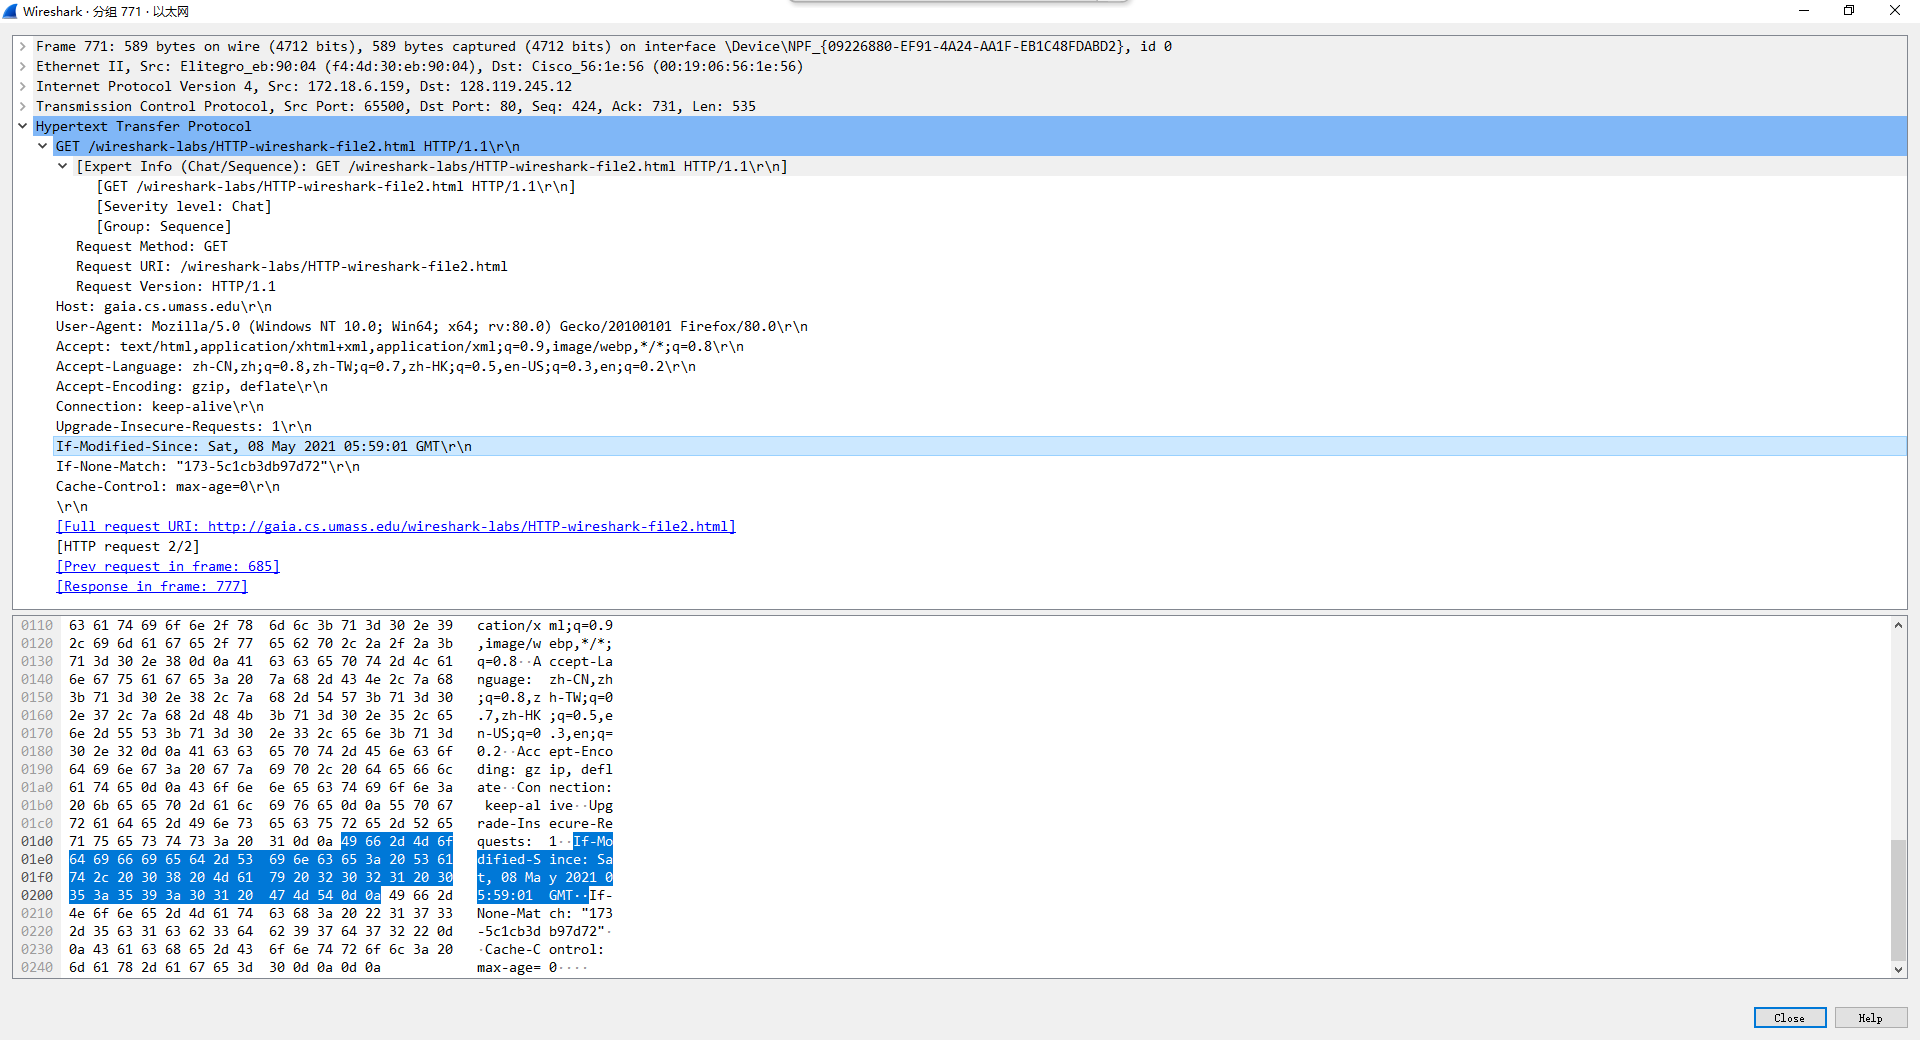 Wireshark · 分组 771 · 以太网
Frame 771: 589 bytes on wire (4712 bits), 589 bytes captured (4712 bits) on interface \Device\NPF_{09226880-EF91-4A24-AA1F-EB1C48FDABD2}, id 0
Ethernet II, Src: Elitegro_eb:90:04 (f4:4d:30:eb:90:04), Dst: Cisco_56:1e:56 (00:19:06:56:1e:56)
Internet Protocol Version 4, Src: 172.18.6.159, Dst: 128.119.245.12
Transmission Control Protocol, Src Port: 65500, Dst Port: 80, Seq: 424, Ack: 731, Len: 535
Hypertext Transfer Protocol
GET /wireshark-labs/HTTP-wireshark-file2.html HTTP/1.1\r\n
[Expert Info (Chat/Sequence): GET /wireshark-labs/HTTP-wireshark-file2.html HTTP/1.1\r\n]
[GET /wireshark-labs/HTTP-wireshark-file2.html HTTP/1.1\r\n]
[Severity level: Chat]
[Group: Sequence]
Request Method: GET
Request URI: /wireshark-labs/HTTP-wireshark-file2.html
Request Version: HTTP/1.1
Host: gaia.cs.umass.edu\r\n
User-Agent: Mozilla/5.0 (Windows NT 10.0; Win64; x64; rv:80.0) Gecko/20100101 Firefox/80.0\r\n
Accept: text/html,application/xhtml+xml,application/xml;q=0.9,image/webp,*/*;q=0.8\r\n
Accept-Language: zh-CN,zh;q=0.8,zh-TW;q=0.7,zh-HK;q=0.5,en-US;q=0.3,en;q=0.2\r\n
Accept-Encoding: gzip, deflate\r\n
Connection: keep-alive\r\n
Upgrade-Insecure-Requests: 1\r\n
If-Modified-Since: Sat, 08 May 2021 05:59:01 GMT\r\n
If-None-Match: "173-5c1cb3db97d72"\r\n
Cache-Control: max-age=0\r\n
\r\n
[Full request URI: http://gaia.cs.umass.edu/wireshark-labs/HTTP-wireshark-file2.html]
[HTTP request 2/2]
[Prev request in frame: 685]
[Response in frame: 777]
0110 63 61 74 69 6f 6e 2f 78 6d 6c 3b 71 3d 30 2e 39 cation/x ml;q=0.9
0120 2c 69 6d 61 67 65 2f 77 65 62 70 2c 2a 2f 2a 3b ,image/w ebp,*/*;
0130 71 3d 30 2e 38 0d 0a 41 63 63 65 70 74 2d 4c 61 q=0.8··A ccept-La
0140 6e 67 75 61 67 65 3a 20 7a 68 2d 43 4e 2c 7a 68 nguage: zh-CN,zh
0150 3b 71 3d 30 2e 38 2c 7a 68 2d 54 57 3b 71 3d 30 ;q=0.8,z h-TW;q=0
0160 2e 37 2c 7a 68 2d 48 4b 3b 71 3d 30 2e 35 2c 65 .7,zh-HK ;q=0.5,e
0170 6e 2d 55 53 3b 71 3d 30 2e 33 2c 65 6e 3b 71 3d n-US;q=0 .3,en;q=
0180 30 2e 32 0d 0a 41 63 63 65 70 74 2d 45 6e 63 6f 0.2··Acc ept-Enco
0190 64 69 6e 67 3a 20 67 7a 69 70 2c 20 64 65 66 6c ding: gz ip, defl
01a0 61 74 65 0d 0a 43 6f 6e 6e 65 63 74 69 6f 6e 3a ate··Con nection:
01b0 20 6b 65 65 70 2d 61 6c 69 76 65 0d 0a 55 70 67 keep-al ive··Upg
01c0 72 61 64 65 2d 49 6e 73 65 63 75 72 65 2d 52 65 rade-Ins ecure-Re
01d0 71 75 65 73 74 73 3a 20 31 0d 0a 49 66 2d 4d 6f quests: 1··If-Mo
01e0 64 69 66 69 65 64 2d 53 69 6e 63 65 3a 20 53 61 dified-S ince: Sa
01f0 74 2c 20 30 38 20 4d 61 79 20 32 30 32 31 20 30 t, 08 Ma y 2021 0
0200 35 3a 35 39 3a 30 31 20 47 4d 54 0d 0a 49 66 2d 5:59:01 GMT··If-
0210 4e 6f 6e 65 2d 4d 61 74 63 68 3a 20 22 31 37 33 None-Mat ch: "173
0220 2d 35 63 31 63 62 33 64 62 39 37 64 37 32 22 0d -5c1cb3d b97d72"·
0230 0a 43 61 63 68 65 2d 43 6f 6e 74 72 6f 6c 3a 20 ·Cache-C ontrol:
0240 6d 61 78 2d 61 67 65 3d 30 0d 0a 0d 0a max-age= 0····
Close Help